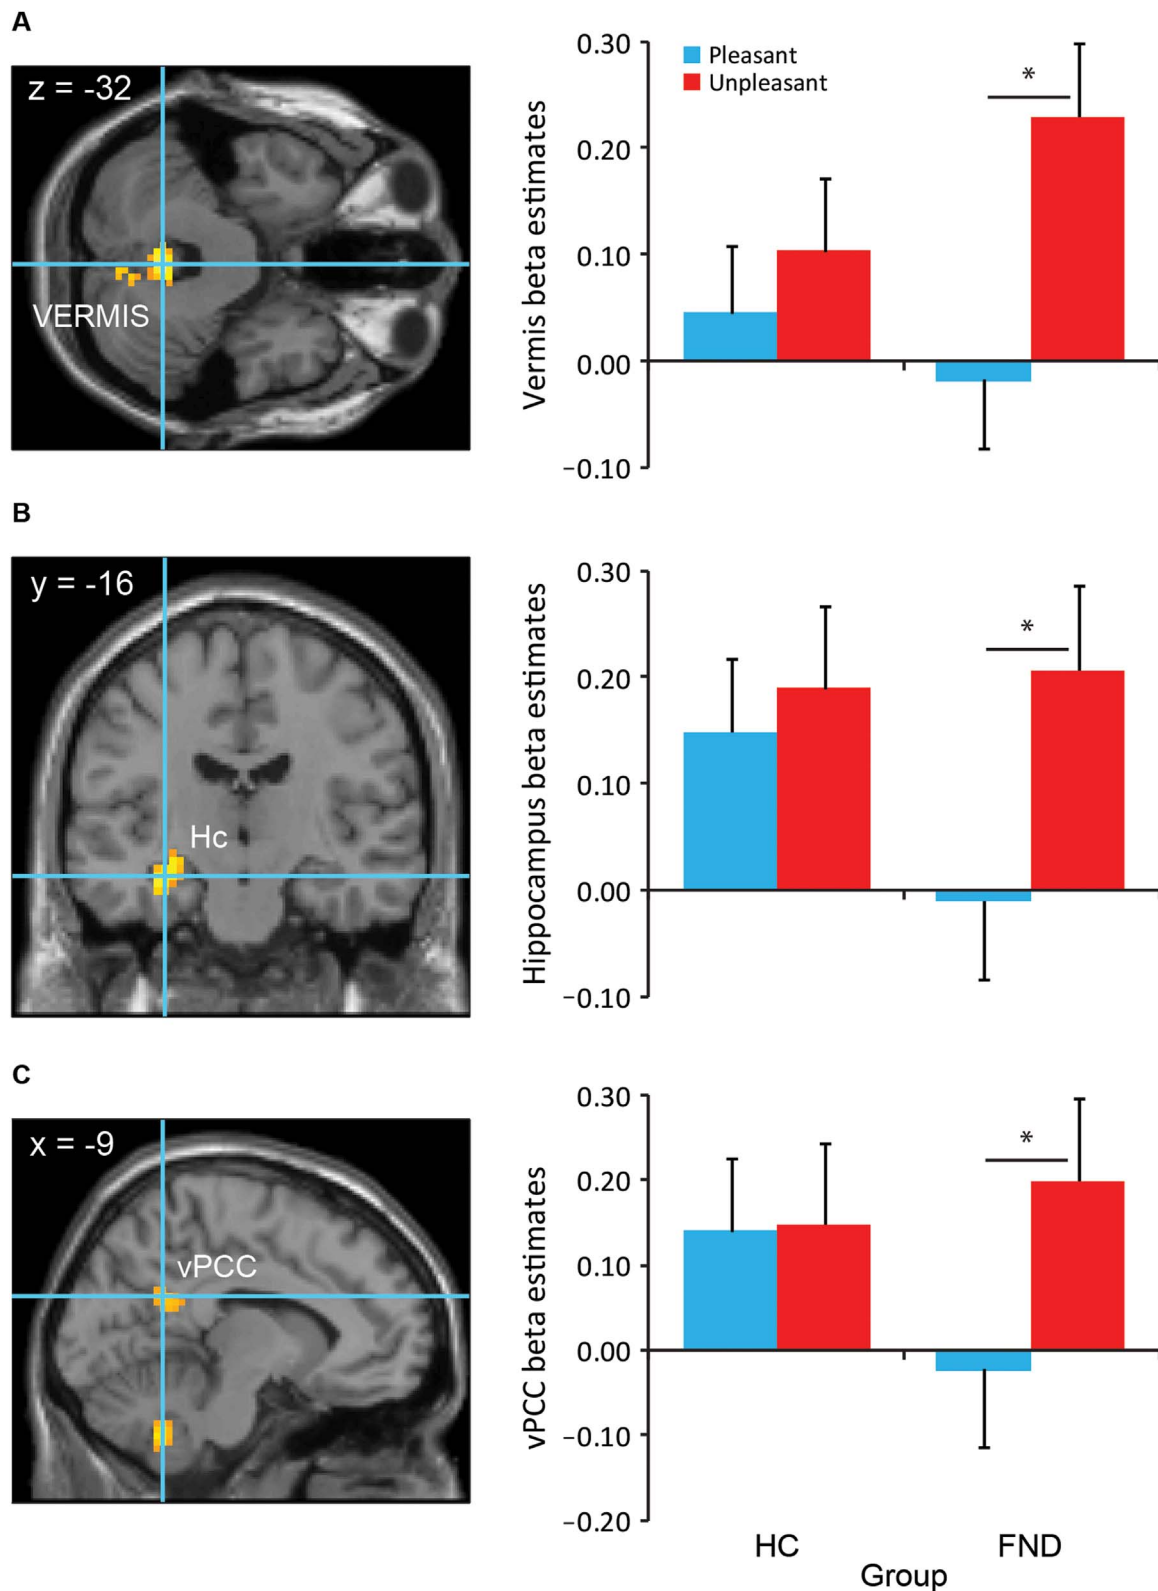 A
z = -32
VERMIS
Vermis beta estimates
0.30
0.20
0.10
0.00
−0.10
Pleasant
Unpleasant
*
B
y = -16
Hc
Hippocampus beta estimates
0.30
0.20
0.10
0.00
−0.10
*
C
x = -9
vPCC
vPCC beta estimates
0.30
0.20
0.10
0.00
−0.10
−0.20
*
HC
FND
Group